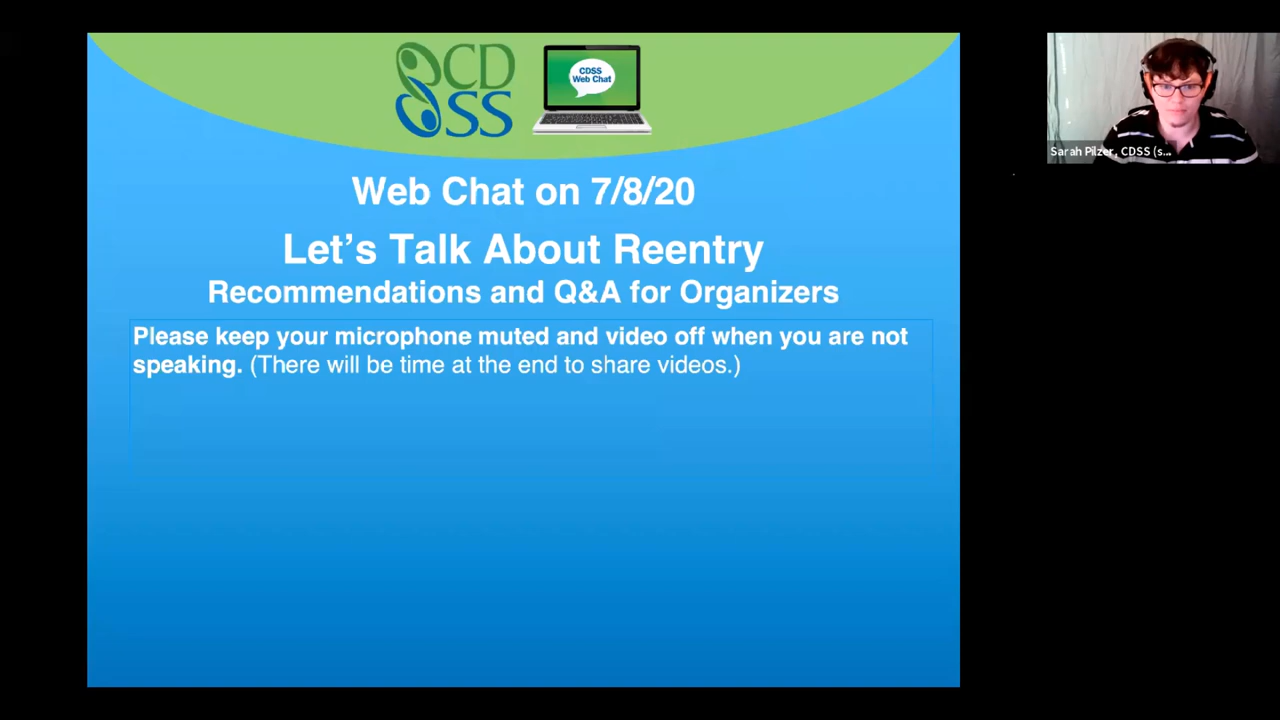 CD
SS
CDSS
Web Chat
Web Chat on 7/8/20
Let's Talk About Reentry
Recommendations and Q&A for Organizers
Please keep your microphone muted and video off when you are not
speaking. (There will be time at the end to share videos.)
Sarah Pilzer, CDSS (s...